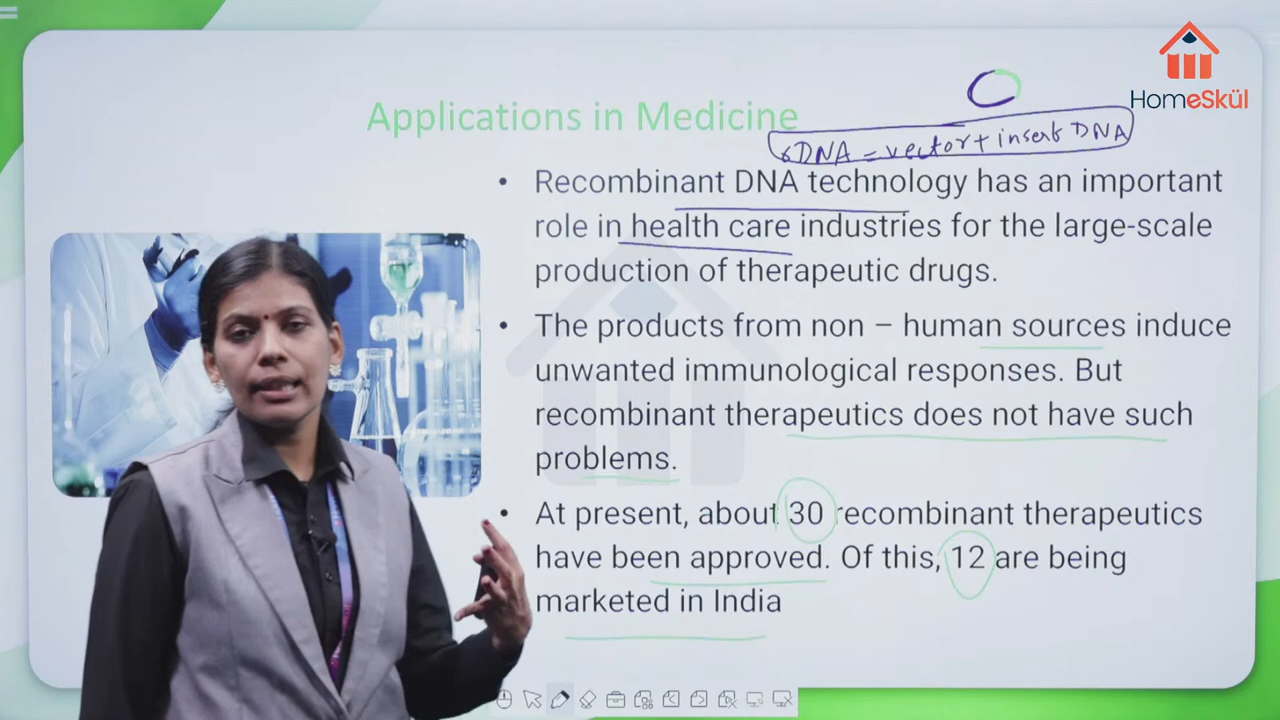 HomeSkül
Applications in Medicine
rDNA = vector + insert DNA
• Recombinant DNA technology has an important
role in health care industries for the large-scale
production of therapeutic drugs.
• The products from non – human sources induce
unwanted immunological responses. But
recombinant therapeutics does not have such
problems.
• At present, about 30 recombinant therapeutics
have been approved. Of this, 12 are being
marketed in India